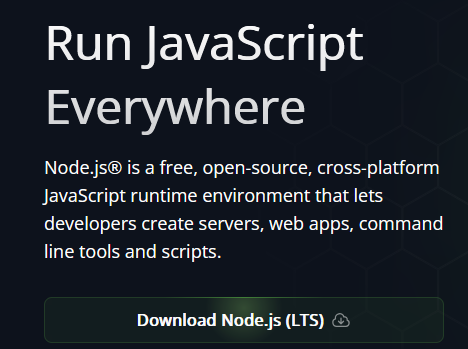 Run JavaScript
Everywhere
Node.js® is a free, open-source, cross-platform
JavaScript runtime environment that lets
developers create servers, web apps, command
line tools and scripts.
Download Node.js (LTS)